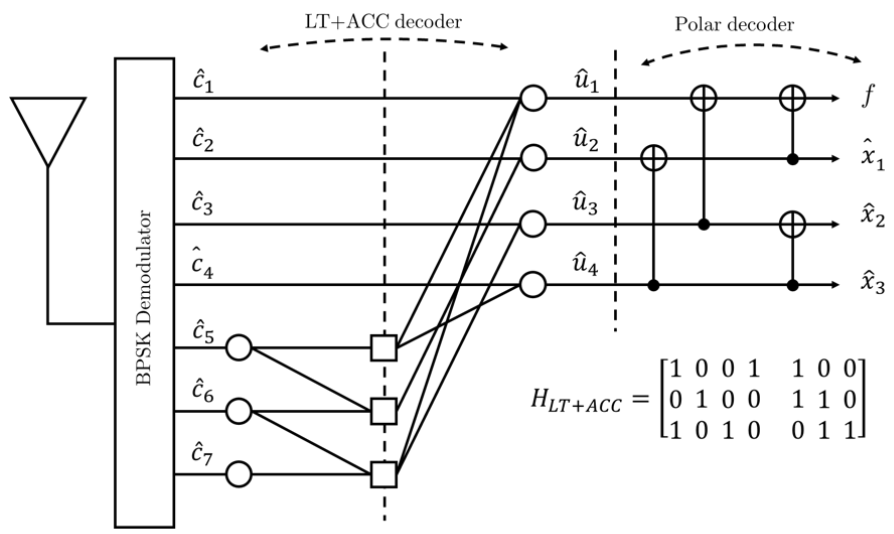 LT+ACC decoder
Polar decoder
BPSK Demodulator
ĉ₁
ĉ₂
ĉ₃
ĉ₄
ĉ₅
ĉ₆
ĉ₇
û₁
û₂
û₃
û₄
f
x̂₁
x̂₂
x̂₃
H_{LT+ACC} = [1 0 0 1 1 0 0
0 1 0 0 1 1 0
1 0 1 0 0 1 1]